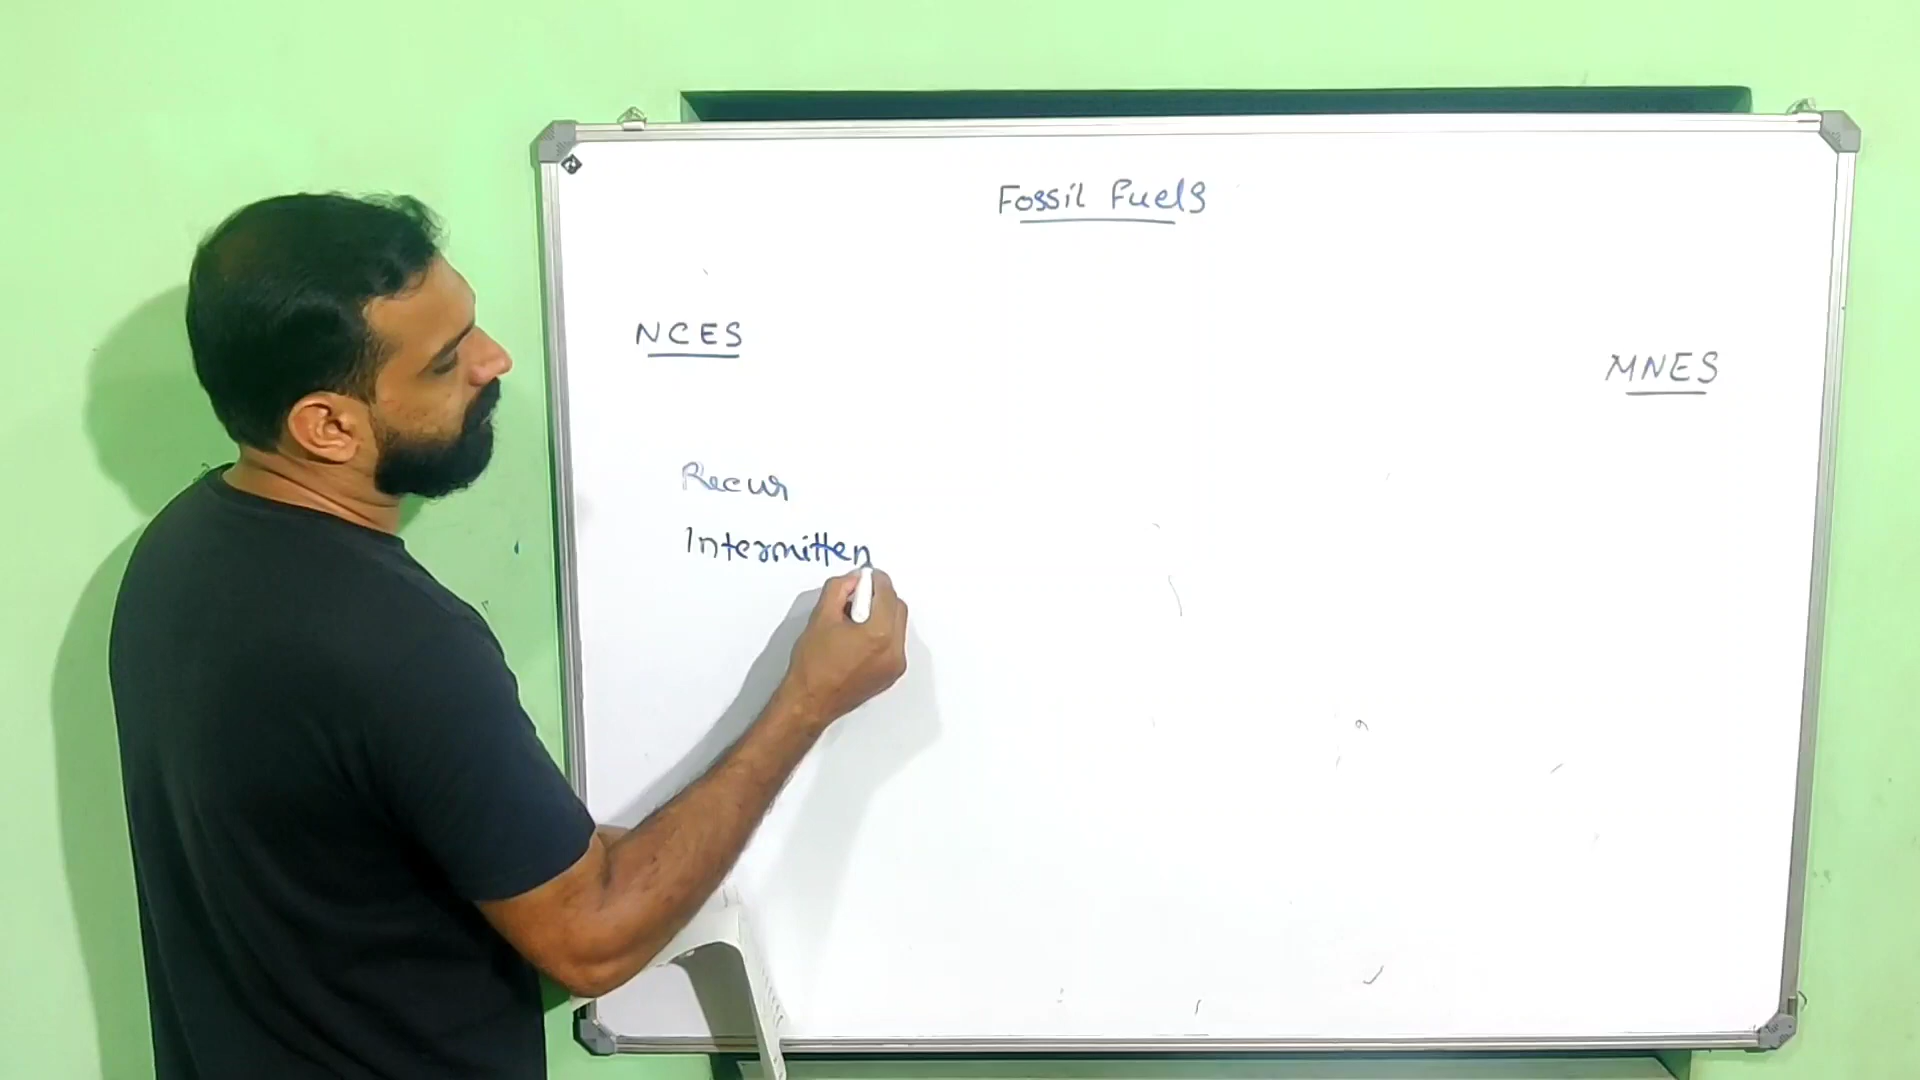 Fossil Fuels
NCES
MNES
Recur
Intermitten